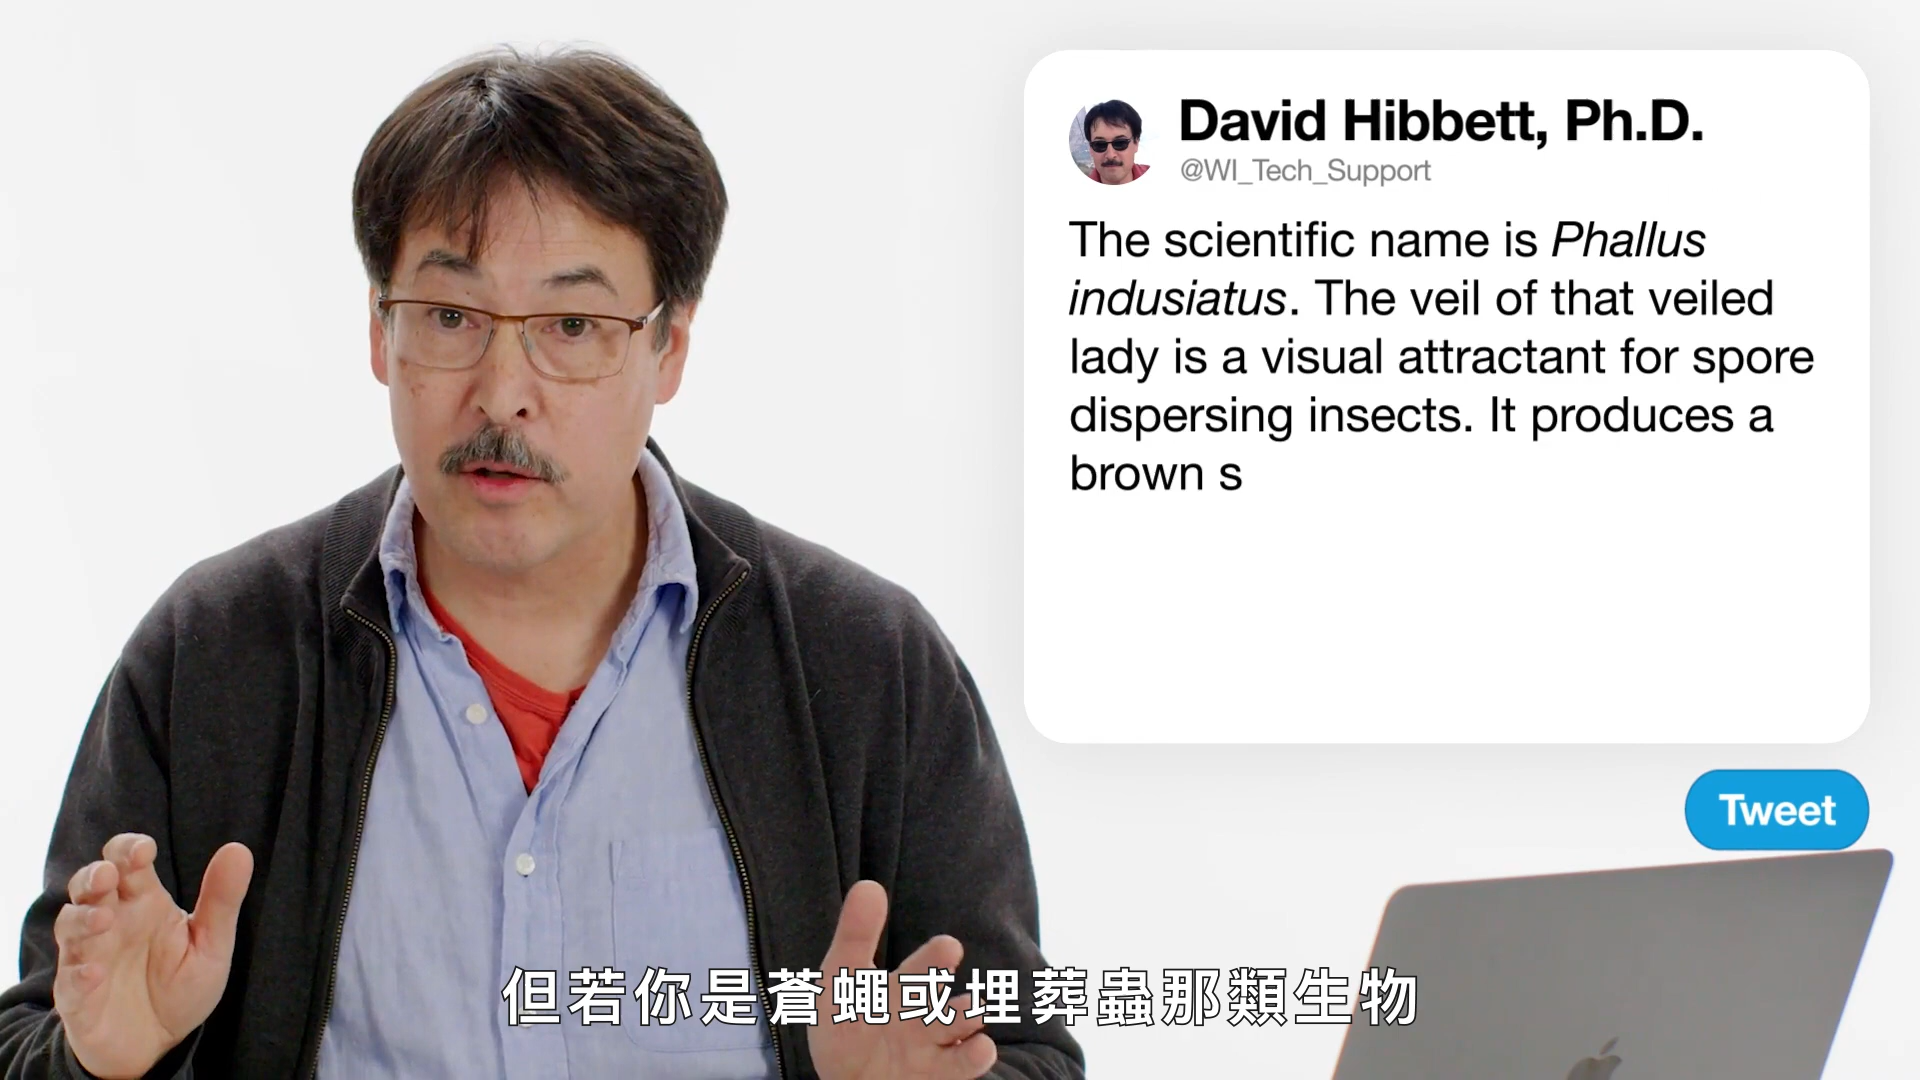 David Hibbett, Ph.D.
@WI_Tech_Support
The scientific name is Phallus
indusiatus. The veil of that veiled
lady is a visual attractant for spore
dispersing insects. It produces a
brown s
Tweet
但若你是蒼蠅或埋葬蟲那類生物